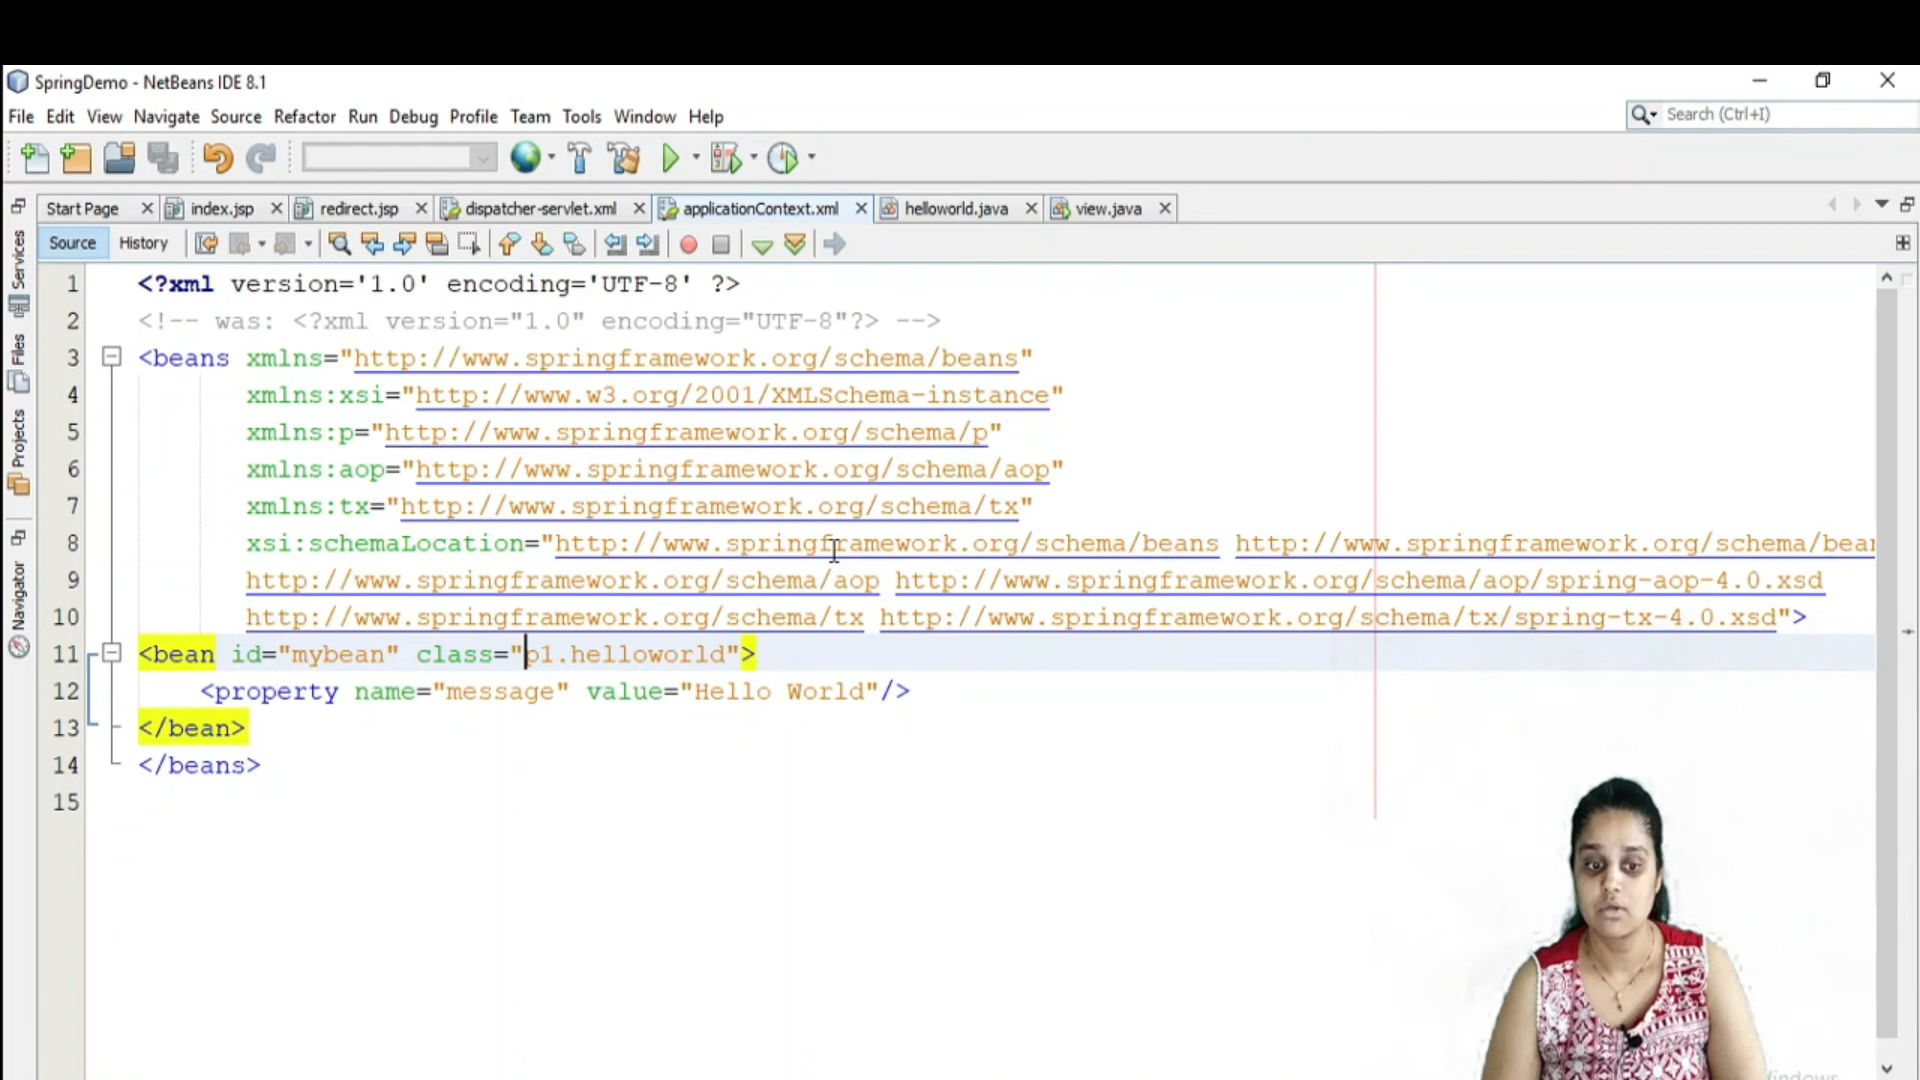 SpringDemo - NetBeans IDE 8.1
File Edit View Navigate Source Refactor Run Debug Profile Team Tools Window Help
Search (Ctrl+I)
Start Page index.jsp redirect.jsp dispatcher-servlet.xml applicationContext.xml helloworld.java view.java
Source History
Services
Files
Projects
Navigator
1 <?xml version='1.0' encoding='UTF-8' ?>
2 <!-- was: <?xml version="1.0" encoding="UTF-8"?> -->
3 <beans xmlns="http://www.springframework.org/schema/beans"
4 xmlns:xsi="http://www.w3.org/2001/XMLSchema-instance"
5 xmlns:p="http://www.springframework.org/schema/p"
6 xmlns:aop="http://www.springframework.org/schema/aop"
7 xmlns:tx="http://www.springframework.org/schema/tx"
8 xsi:schemaLocation="http://www.springframework.org/schema/beans http://www.springframework.org/schema/bean
9 http://www.springframework.org/schema/aop http://www.springframework.org/schema/aop/spring-aop-4.0.xsd
10 http://www.springframework.org/schema/tx http://www.springframework.org/schema/tx/spring-tx-4.0.xsd">
11 <bean id="mybean" class="p1.helloworld">
12 <property name="message" value="Hello World"/>
13 </bean>
14 </beans>
15